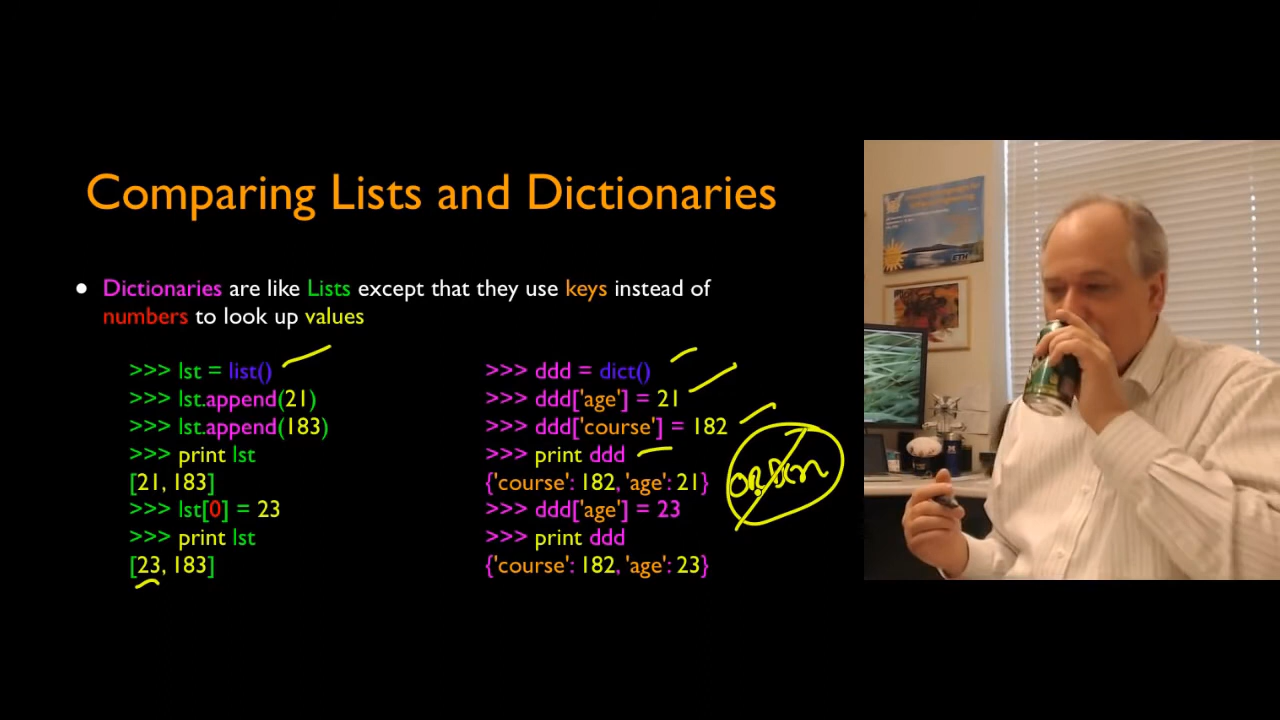 Comparing Lists and Dictionaries
● Dictionaries are like Lists except that they use keys instead of
numbers to look up values
>>> lst = list()
>>> lst.append(21)
>>> lst.append(183)
>>> print lst
[21, 183]
>>> lst[0] = 23
>>> print lst
[23, 183]
>>> ddd = dict()
>>> ddd['age'] = 21
>>> ddd['course'] = 182
>>> print ddd
{'course': 182, 'age': 21}
>>> ddd['age'] = 23
>>> print ddd
{'course': 182, 'age': 23}
ETH